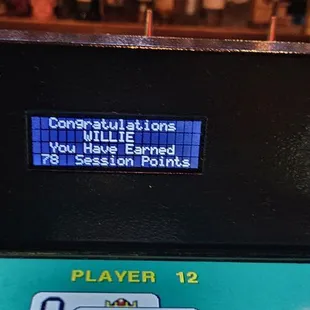 Congratulations
WILLIE
You Have Earned
78 Session Points
PLAYER 12
Q